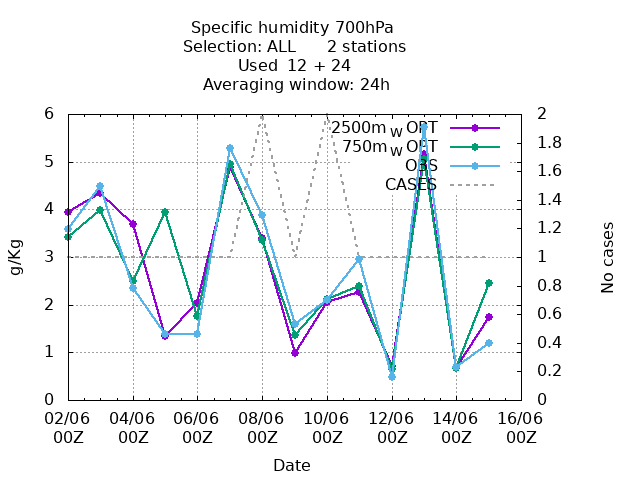 Specific humidity 700hPa
Selection: ALL 2 stations
Used 12 + 24
Averaging window: 24h
g/Kg
No cases
2500m_W OPT
750m_W OPT
OBS
CASES
6
5
4
3
2
1
0
2
1.8
1.6
1.4
1.2
1
0.8
0.6
0.4
0.2
0
02/06 04/06 06/06 08/06 10/06 12/06 14/06 16/06
00Z 00Z 00Z 00Z 00Z 00Z 00Z 00Z
Date